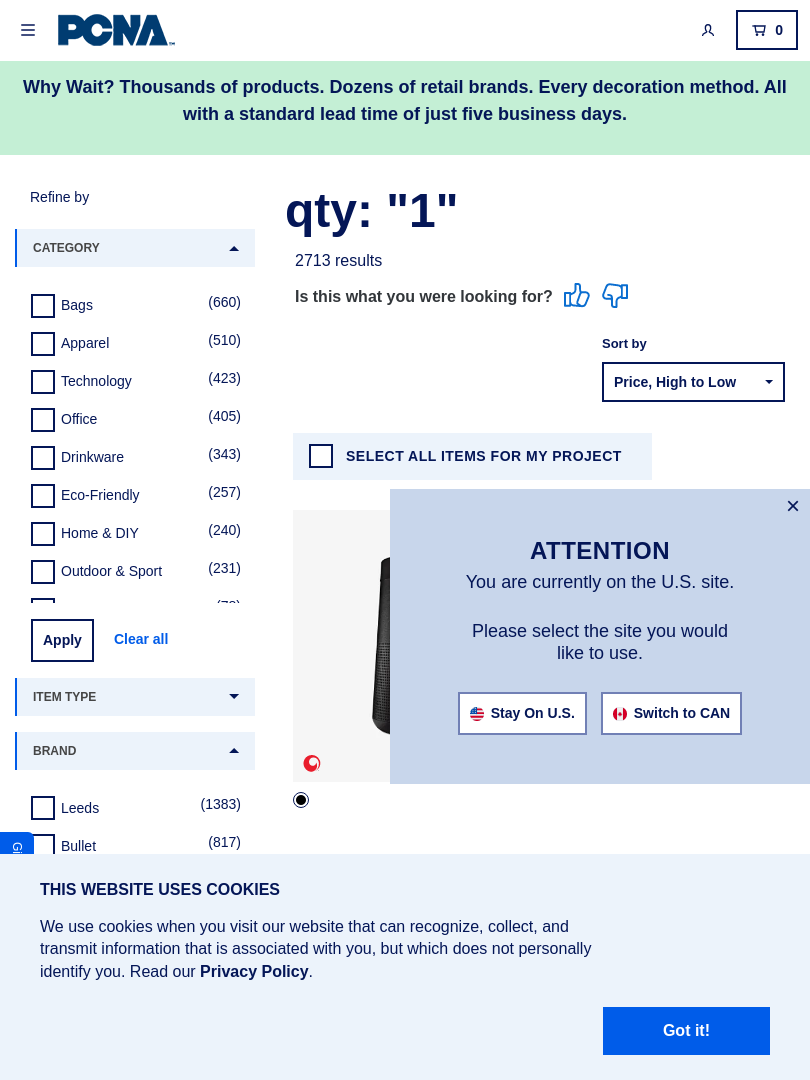 PCNA
0
Why Wait? Thousands of products. Dozens of retail brands. Every decoration method. All
with a standard lead time of just five business days.
Refine by
CATEGORY
Bags (660)
Apparel (510)
Technology (423)
Office (405)
Drinkware (343)
Eco-Friendly (257)
Home & DIY (240)
Outdoor & Sport (231)
Apply Clear all
ITEM TYPE
BRAND
Leeds (1383)
Bullet (817)
qty: "1"
2713 results
Is this what you were looking for?
Sort by
Price, High to Low
SELECT ALL ITEMS FOR MY PROJECT
ATTENTION
You are currently on the U.S. site.
Please select the site you would
like to use.
Stay On U.S. Switch to CAN
THIS WEBSITE USES COOKIES
We use cookies when you visit our website that can recognize, collect, and
transmit information that is associated with you, but which does not personally
identify you. Read our Privacy Policy.
Got it!